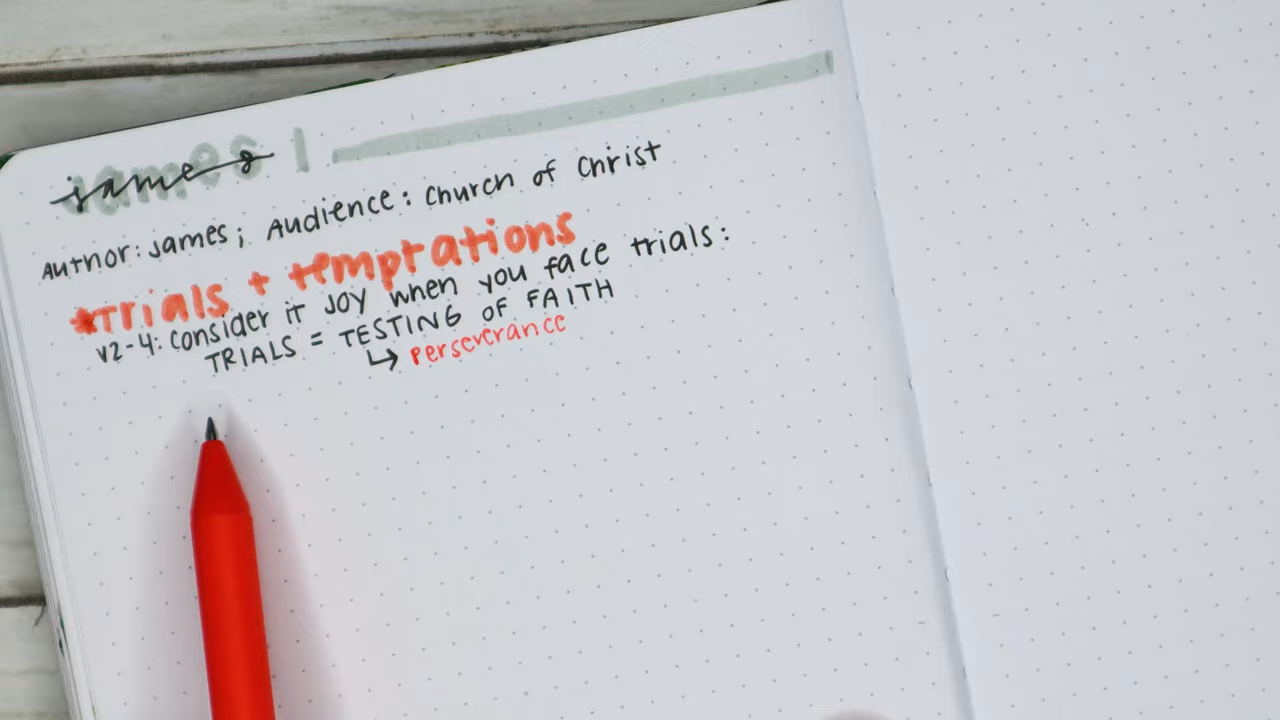 james 1
Author: James; Audience: Church of Christ
*Trials + temptations
v2-4: Consider it JOY when you face trials:
TRIALS = TESTING OF FAITH
↳ perseverance